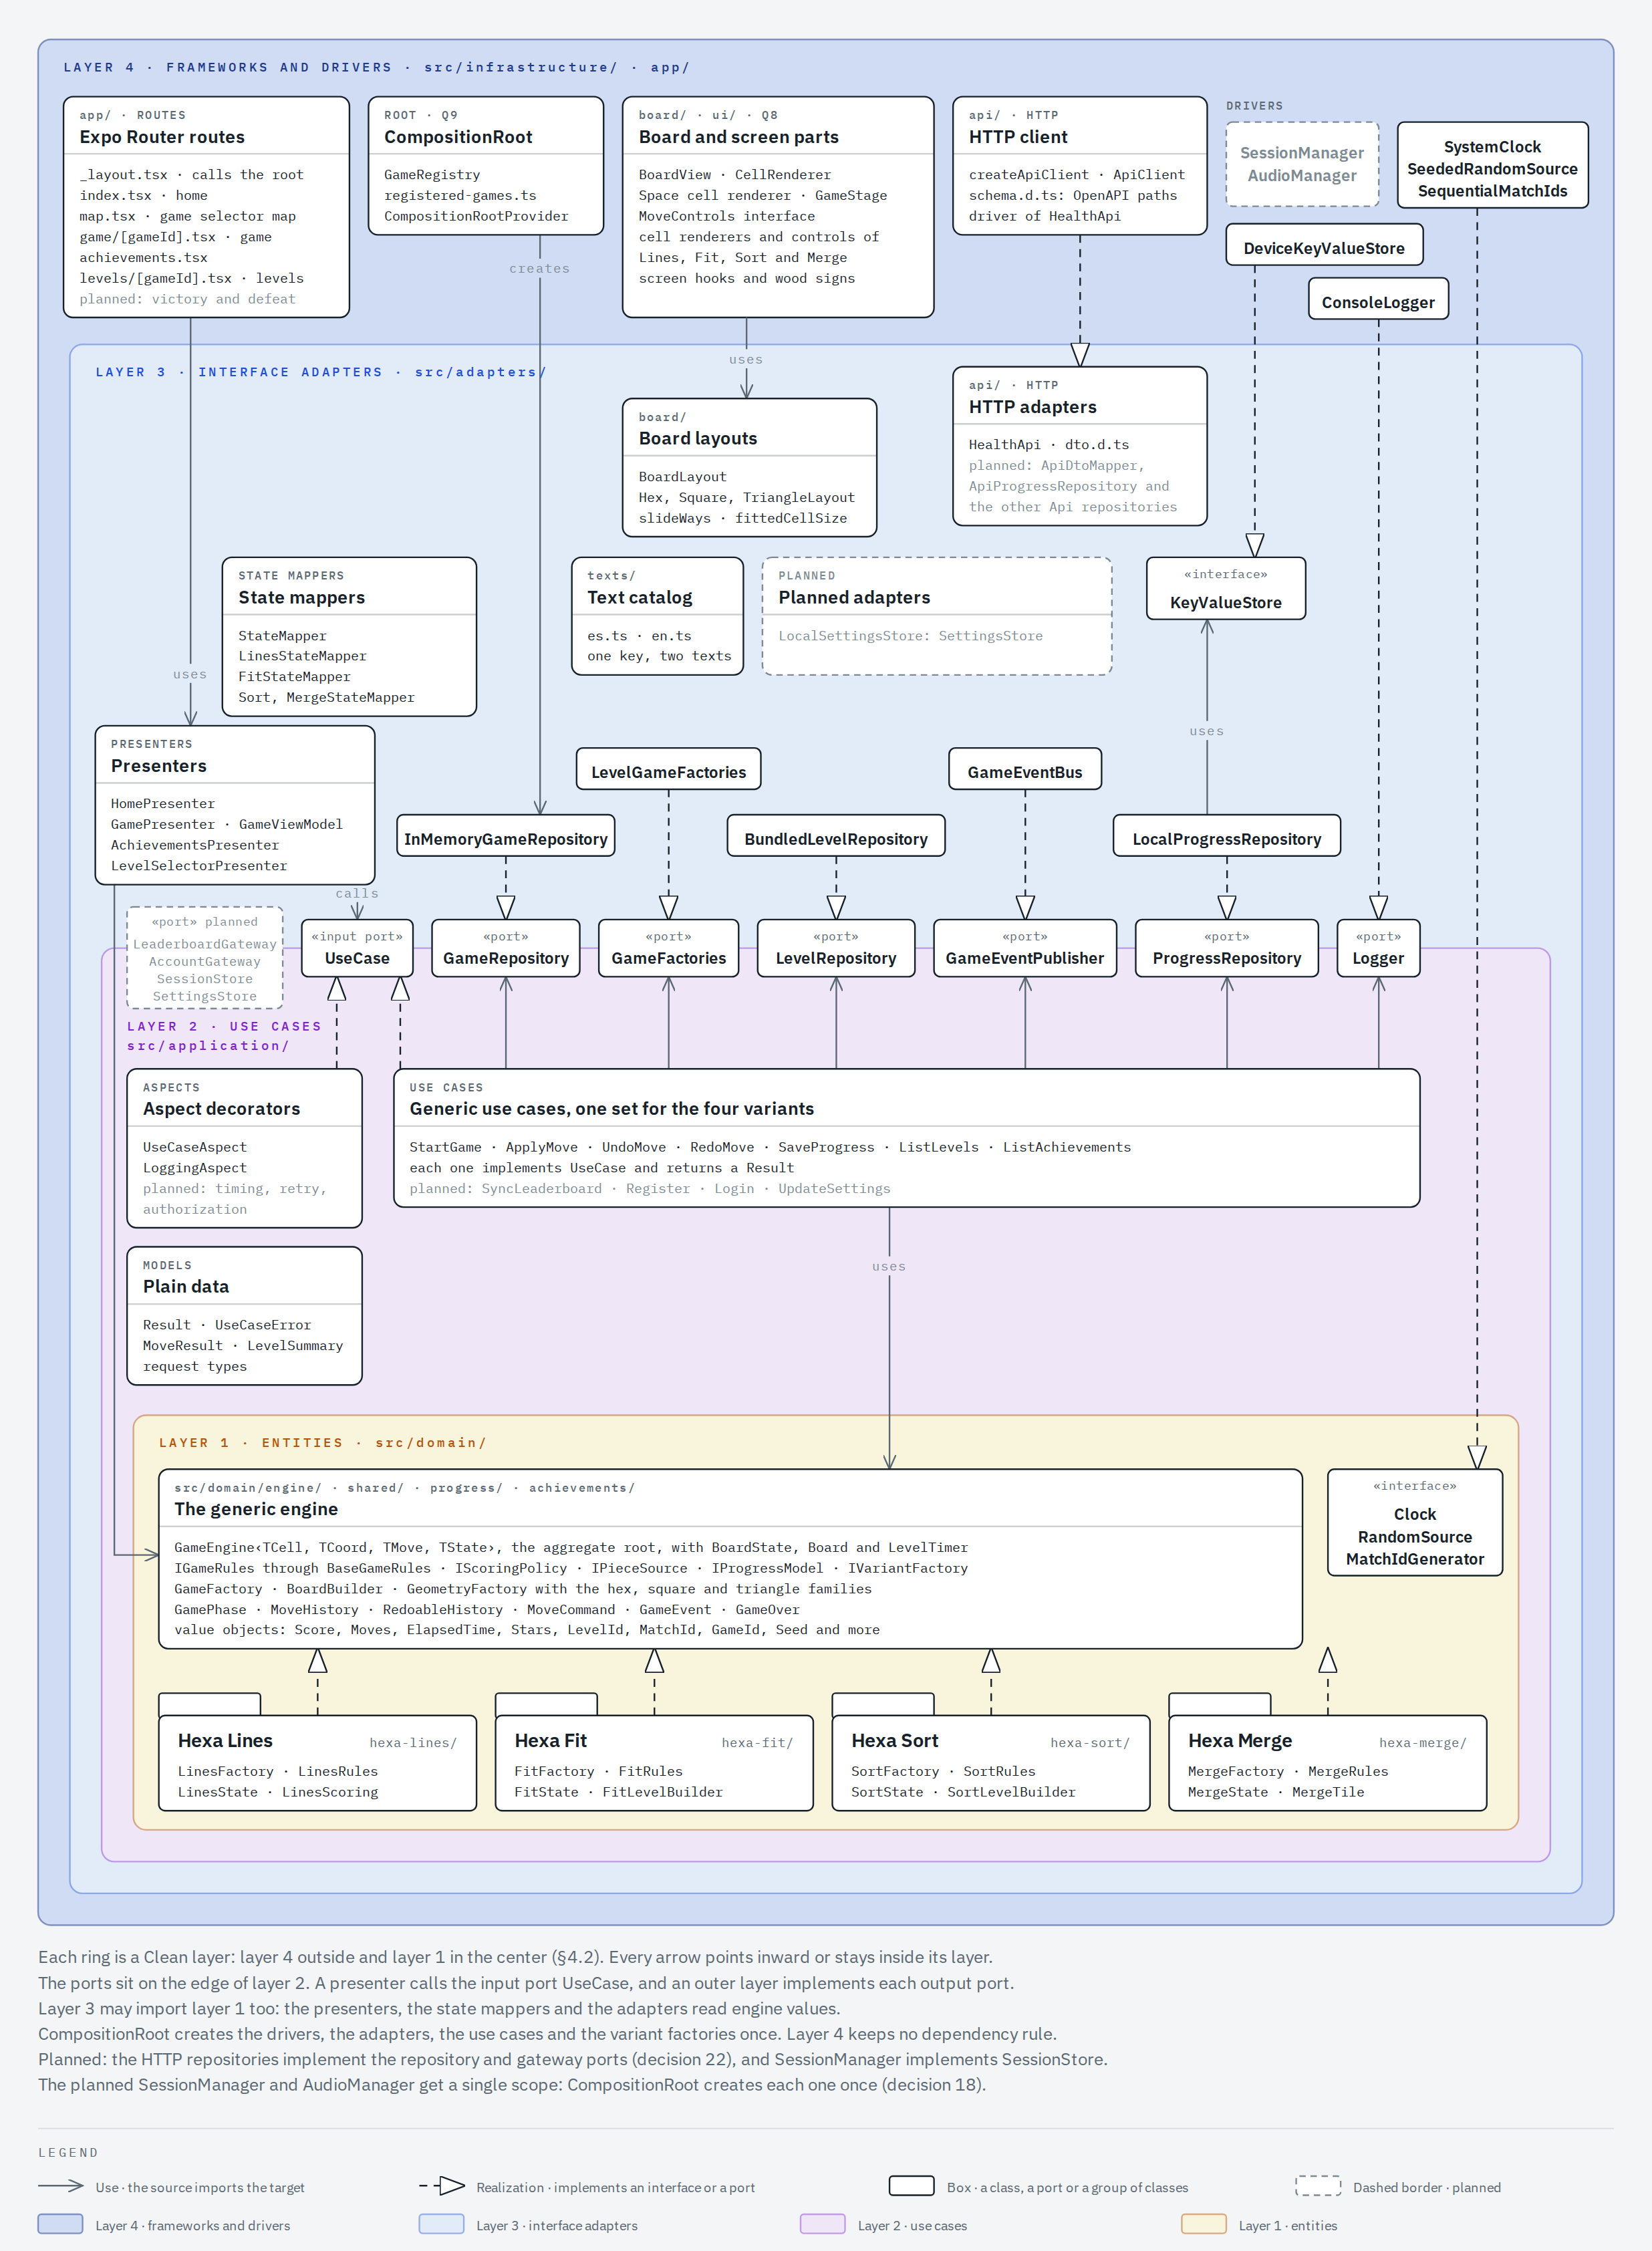 LAYER 4 · FRAMEWORKS AND DRIVERS · src/infrastructure/ · app/
app/ · ROUTES
Expo Router routes
_layout.tsx · calls the root
index.tsx · home
map.tsx · game selector map
game/[gameId].tsx · game
achievements.tsx
levels/[gameId].tsx · levels
planned: victory and defeat
ROOT · Q9
CompositionRoot
GameRegistry
registered-games.ts
CompositionRootProvider
creates
board/ · ui/ · Q8
Board and screen parts
BoardView · CellRenderer
Space cell renderer · GameStage
MoveControls interface
cell renderers and controls of
Lines, Fit, Sort and Merge
screen hooks and wood signs
uses
api/ · HTTP
HTTP client
createApiClient · ApiClient
schema.d.ts: OpenAPI paths
driver of HealthApi
DRIVERS
SessionManager
AudioManager
SystemClock
SeededRandomSource
SequentialMatchIds
DeviceKeyValueStore
ConsoleLogger
LAYER 3 · INTERFACE ADAPTERS · src/adapters/
board/
Board layouts
BoardLayout
Hex, Square, TriangleLayout
slideWays · fittedCellSize
api/ · HTTP
HTTP adapters
HealthApi · dto.d.ts
planned: ApiDtoMapper,
ApiProgressRepository and
the other Api repositories
STATE MAPPERS
State mappers
StateMapper
LinesStateMapper
FitStateMapper
Sort, MergeStateMapper
texts/
Text catalog
es.ts · en.ts
one key, two texts
PLANNED
Planned adapters
LocalSettingsStore: SettingsStore
«interface»
KeyValueStore
uses
uses
PRESENTERS
Presenters
HomePresenter
GamePresenter · GameViewModel
AchievementsPresenter
LevelSelectorPresenter
calls
LevelGameFactories
GameEventBus
InMemoryGameRepository
BundledLevelRepository
LocalProgressRepository
«port» planned
LeaderboardGateway
AccountGateway
SessionStore
SettingsStore
«input port»
UseCase
«port»
GameRepository
«port»
GameFactories
«port»
LevelRepository
«port»
GameEventPublisher
«port»
ProgressRepository
«port»
Logger
LAYER 2 · USE CASES
src/application/
ASPECTS
Aspect decorators
UseCaseAspect
LoggingAspect
planned: timing, retry,
authorization
USE CASES
Generic use cases, one set for the four variants
StartGame · ApplyMove · UndoMove · RedoMove · SaveProgress · ListLevels · ListAchievements
each one implements UseCase and returns a Result
planned: SyncLeaderboard · Register · Login · UpdateSettings
uses
MODELS
Plain data
Result · UseCaseError
MoveResult · LevelSummary
request types
LAYER 1 · ENTITIES · src/domain/
src/domain/engine/ · shared/ · progress/ · achievements/
The generic engine
GameEngine‹TCell, TCoord, TMove, TState›, the aggregate root, with BoardState, Board and LevelTimer
IGameRules through BaseGameRules · IScoringPolicy · IPieceSource · IProgressModel · IVariantFactory
GameFactory · BoardBuilder · GeometryFactory with the hex, square and triangle families
GamePhase · MoveHistory · RedoableHistory · MoveCommand · GameEvent · GameOver
value objects: Score, Moves, ElapsedTime, Stars, LevelId, MatchId, GameId, Seed and more
«interface»
Clock
RandomSource
MatchIdGenerator
Hexa Lines hexa-lines/
LinesFactory · LinesRules
LinesState · LinesScoring
Hexa Fit hexa-fit/
FitFactory · FitRules
FitState · FitLevelBuilder
Hexa Sort hexa-sort/
SortFactory · SortRules
SortState · SortLevelBuilder
Hexa Merge hexa-merge/
MergeFactory · MergeRules
MergeState · MergeTile
Each ring is a Clean layer: layer 4 outside and layer 1 in the center (§4.2). Every arrow points inward or stays inside its layer.
The ports sit on the edge of layer 2. A presenter calls the input port UseCase, and an outer layer implements each output port.
Layer 3 may import layer 1 too: the presenters, the state mappers and the adapters read engine values.
CompositionRoot creates the drivers, the adapters, the use cases and the variant factories once. Layer 4 keeps no dependency rule.
Planned: the HTTP repositories implement the repository and gateway ports (decision 22), and SessionManager implements SessionStore.
The planned SessionManager and AudioManager get a single scope: CompositionRoot creates each one once (decision 18).
LEGEND
Use · the source imports the target
Realization · implements an interface or a port
Box · a class, a port or a group of classes
Dashed border · planned
Layer 4 · frameworks and drivers
Layer 3 · interface adapters
Layer 2 · use cases
Layer 1 · entities